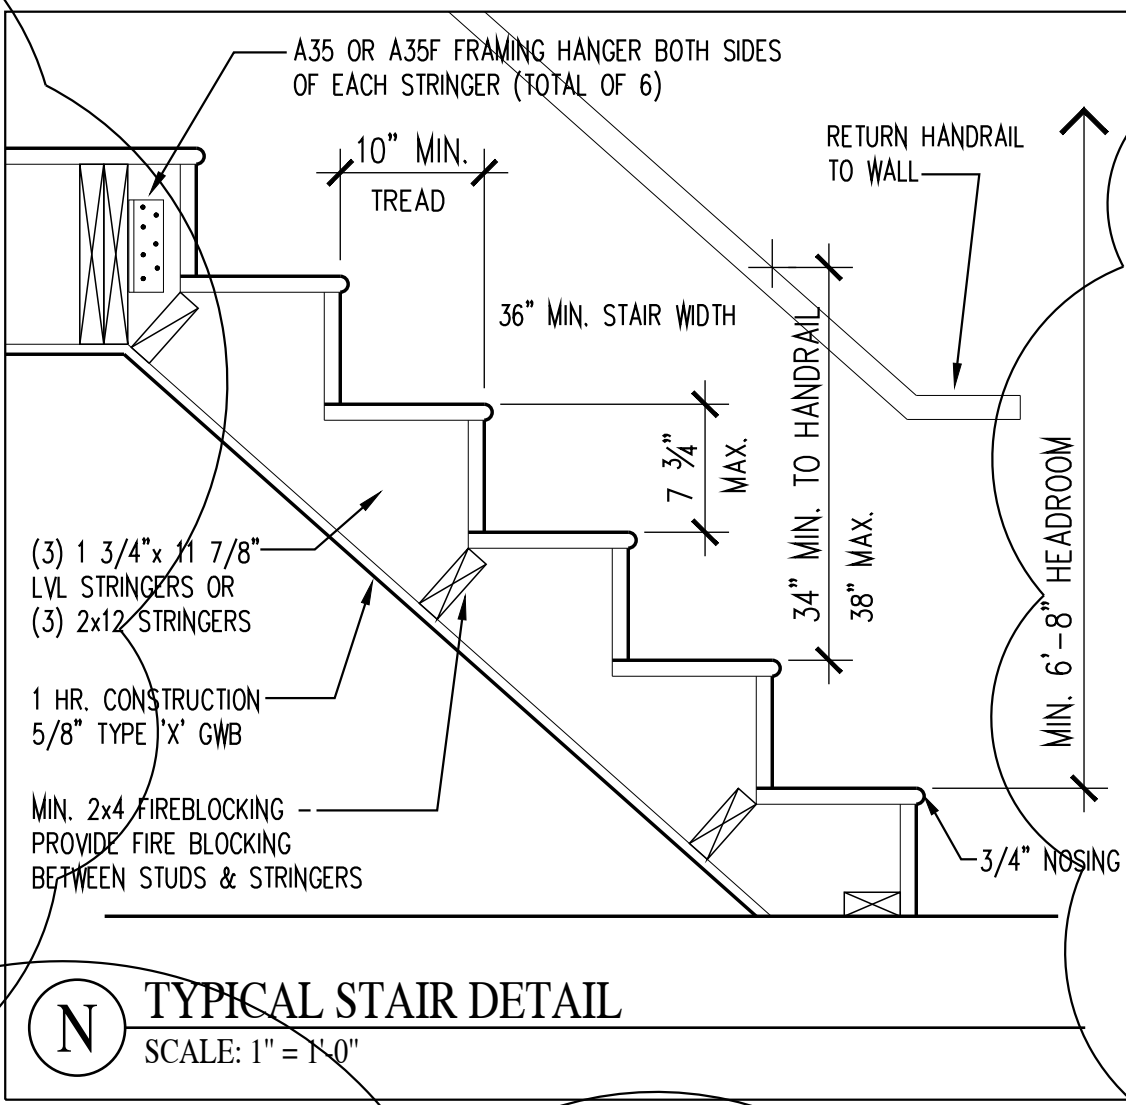 A35 OR A35F FRAMING HANGER BOTH SIDES
OF EACH STRINGER (TOTAL OF 6)
10" MIN.
TREAD
RETURN HANDRAIL
TO WALL
36" MIN. STAIR WIDTH
7 3/4"
MAX.
34" MIN. TO HANDRAIL
38" MAX.
MIN. 6'-8" HEADROOM
(3) 1 3/4"x 11 7/8"
LVL STRINGERS OR
(3) 2x12 STRINGERS
1 HR. CONSTRUCTION
5/8" TYPE 'X' GWB
MIN. 2x4 FIREBLOCKING
PROVIDE FIRE BLOCKING
BETWEEN STUDS & STRINGERS
3/4" NOSING
N
TYPICAL STAIR DETAIL
SCALE: 1" = 1'-0"